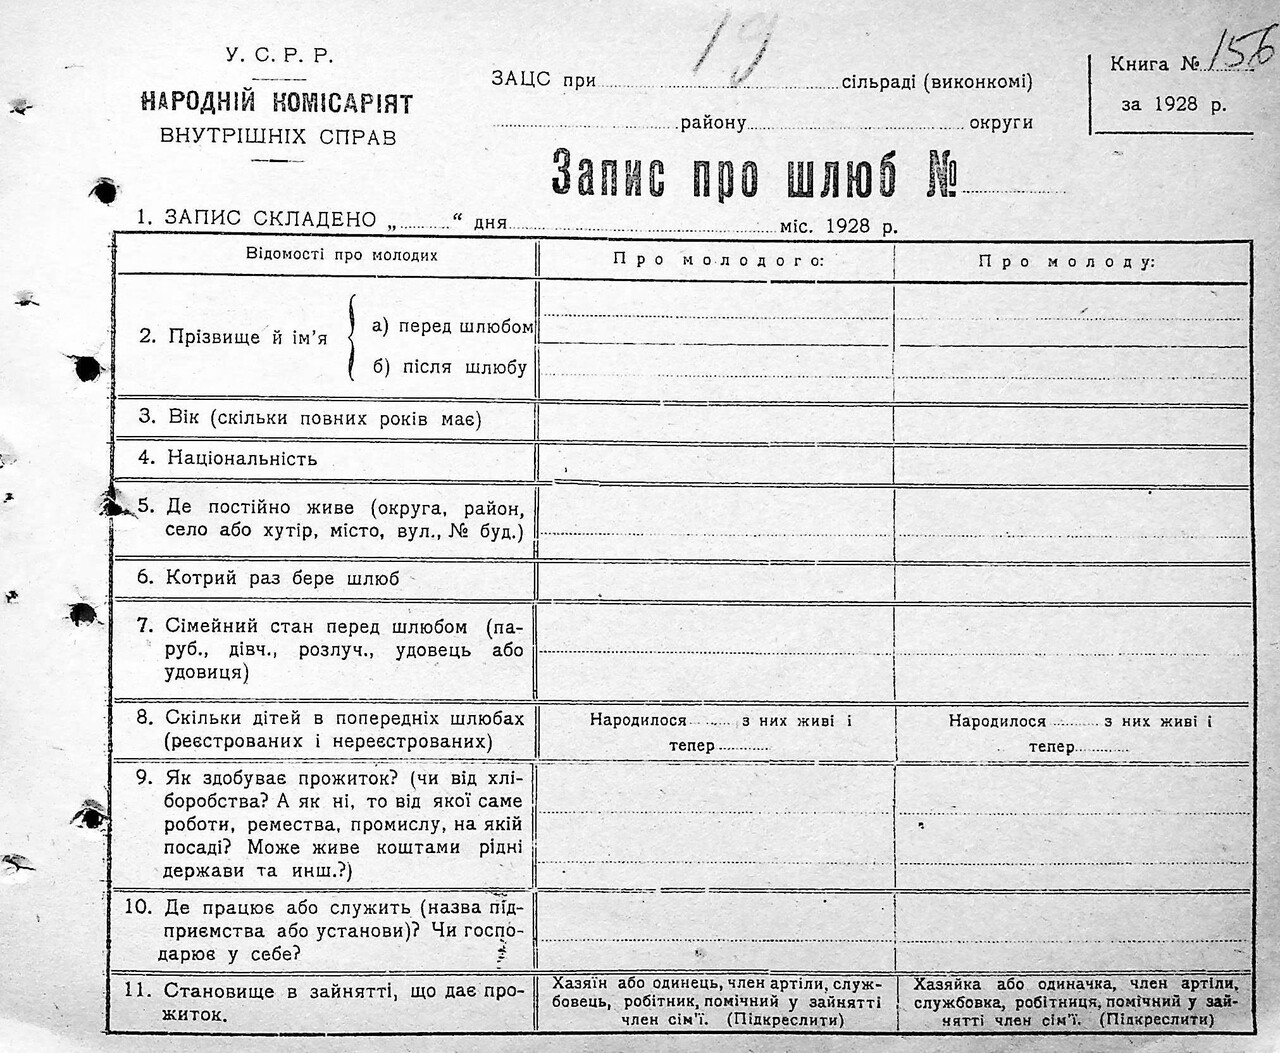 19
У. С. Р. Р.
НАРОДНІЙ КОМІСАРІЯТ
ВНУТРІШНІХ СПРАВ
ЗАЦС при сільраді (виконкомі)
району округи
Книга № 156
за 1928 р.
Запис про шлюб №
1. ЗАПИС СКЛАДЕНО „ “ дня міс. 1928 р.
Відомості про молодих
Про молодого:
Про молоду:
2. Прізвище й ім’я
а) перед шлюбом
б) після шлюбу
3. Вік (скільки повних років має)
4. Національність
5. Де постійно живе (округа, район,
село або хутір, місто, вул., № буд.)
6. Котрий раз бере шлюб
7. Сімейний стан перед шлюбом (па-
руб., дівч., розлуч., удовець або
удовиця)
8. Скільки дітей в попередніх шлюбах
(реєстрованих і нереєстрованих)
Народилося з них живі і
тепер
Народилося з них живі і
тепер
9. Як здобуває прожиток? (чи від хлі-
боробства? А як ні, то від якої саме
роботи, ремества, промислу, на якій
посаді? Може живе коштами рідні
держави та инш.?)
10. Де працює або служить (назва під-
приємства або установи)? Чи госпо-
дарює у себе?
11. Становище в зайнятті, що дає про-
житок.
Хазяїн або одинець, член артіли, служ-
бовець, робітник, помічний у зайнятті
член сім’ї. (Підкреслити)
Хазяйка або одиначка, член артіли,
службовка, робітниця, помічний у зай-
нятті член сім’ї. (Підкреслити)